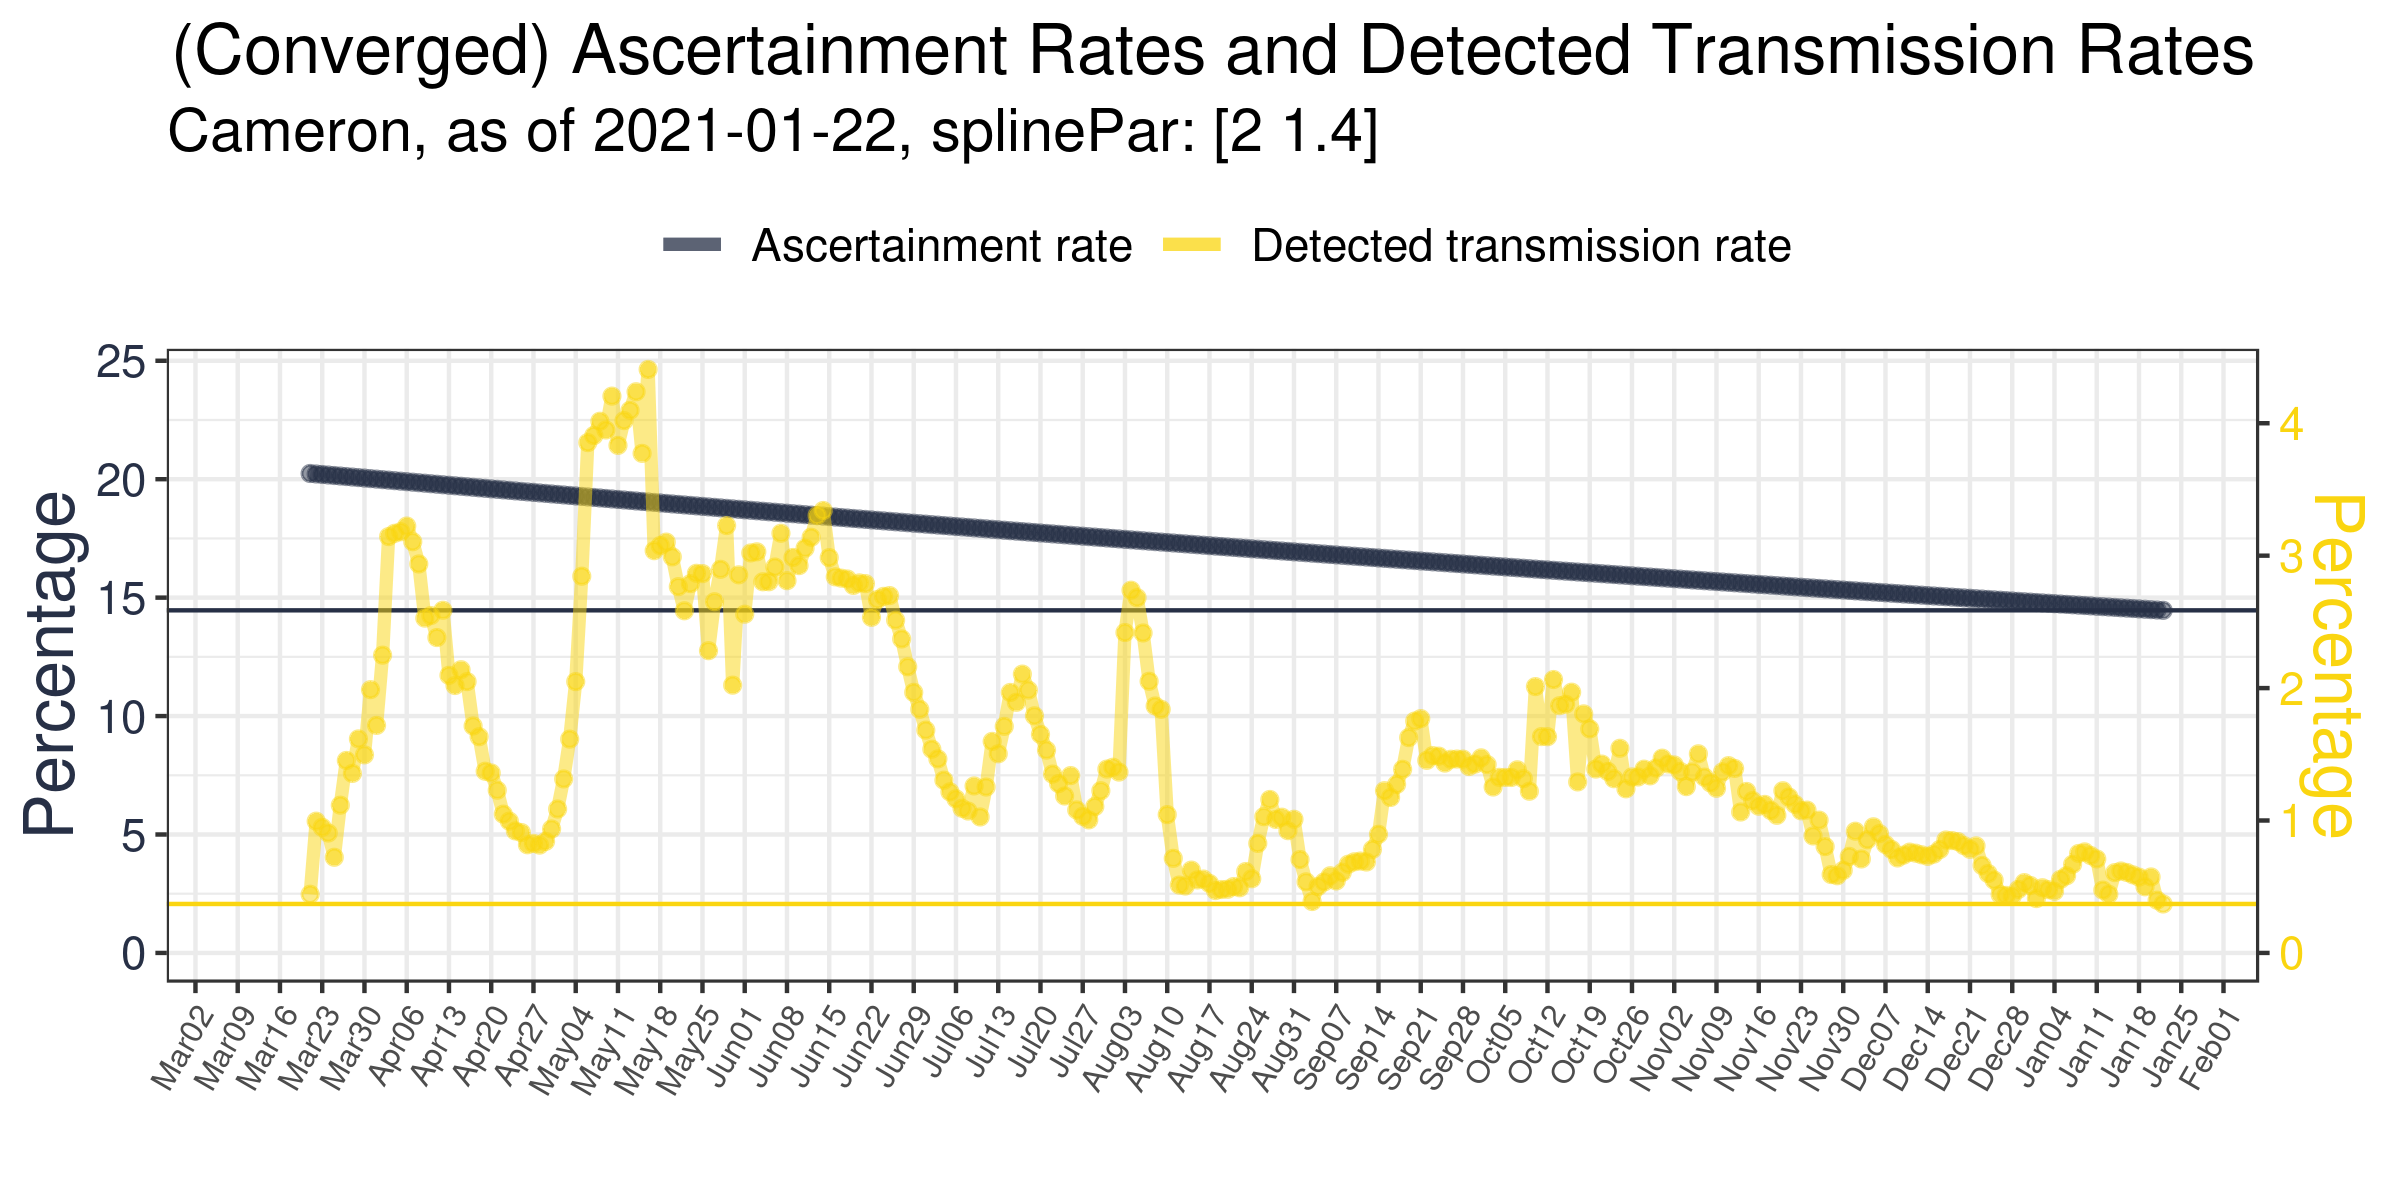 (Converged) Ascertainment Rates and Detected Transmission Rates
Cameron, as of 2021-01-22, splinePar: [2 1.4]
Ascertainment rate Detected transmission rate
Percentage
25
20
15
10
5
0
4
3
2
1
0
Percentage
Mar02 Mar09 Mar16 Mar23 Mar30 Apr06 Apr13 Apr20 Apr27 May04 May11 May18 May25 Jun01 Jun08 Jun15 Jun22 Jun29 Jul06 Jul13 Jul20 Jul27 Aug03 Aug10 Aug17 Aug24 Aug31 Sep07 Sep14 Sep21 Sep28 Oct05 Oct12 Oct19 Oct26 Nov02 Nov09 Nov16 Nov23 Nov30 Dec07 Dec14 Dec21 Dec28 Jan04 Jan11 Jan18 Jan25 Feb01